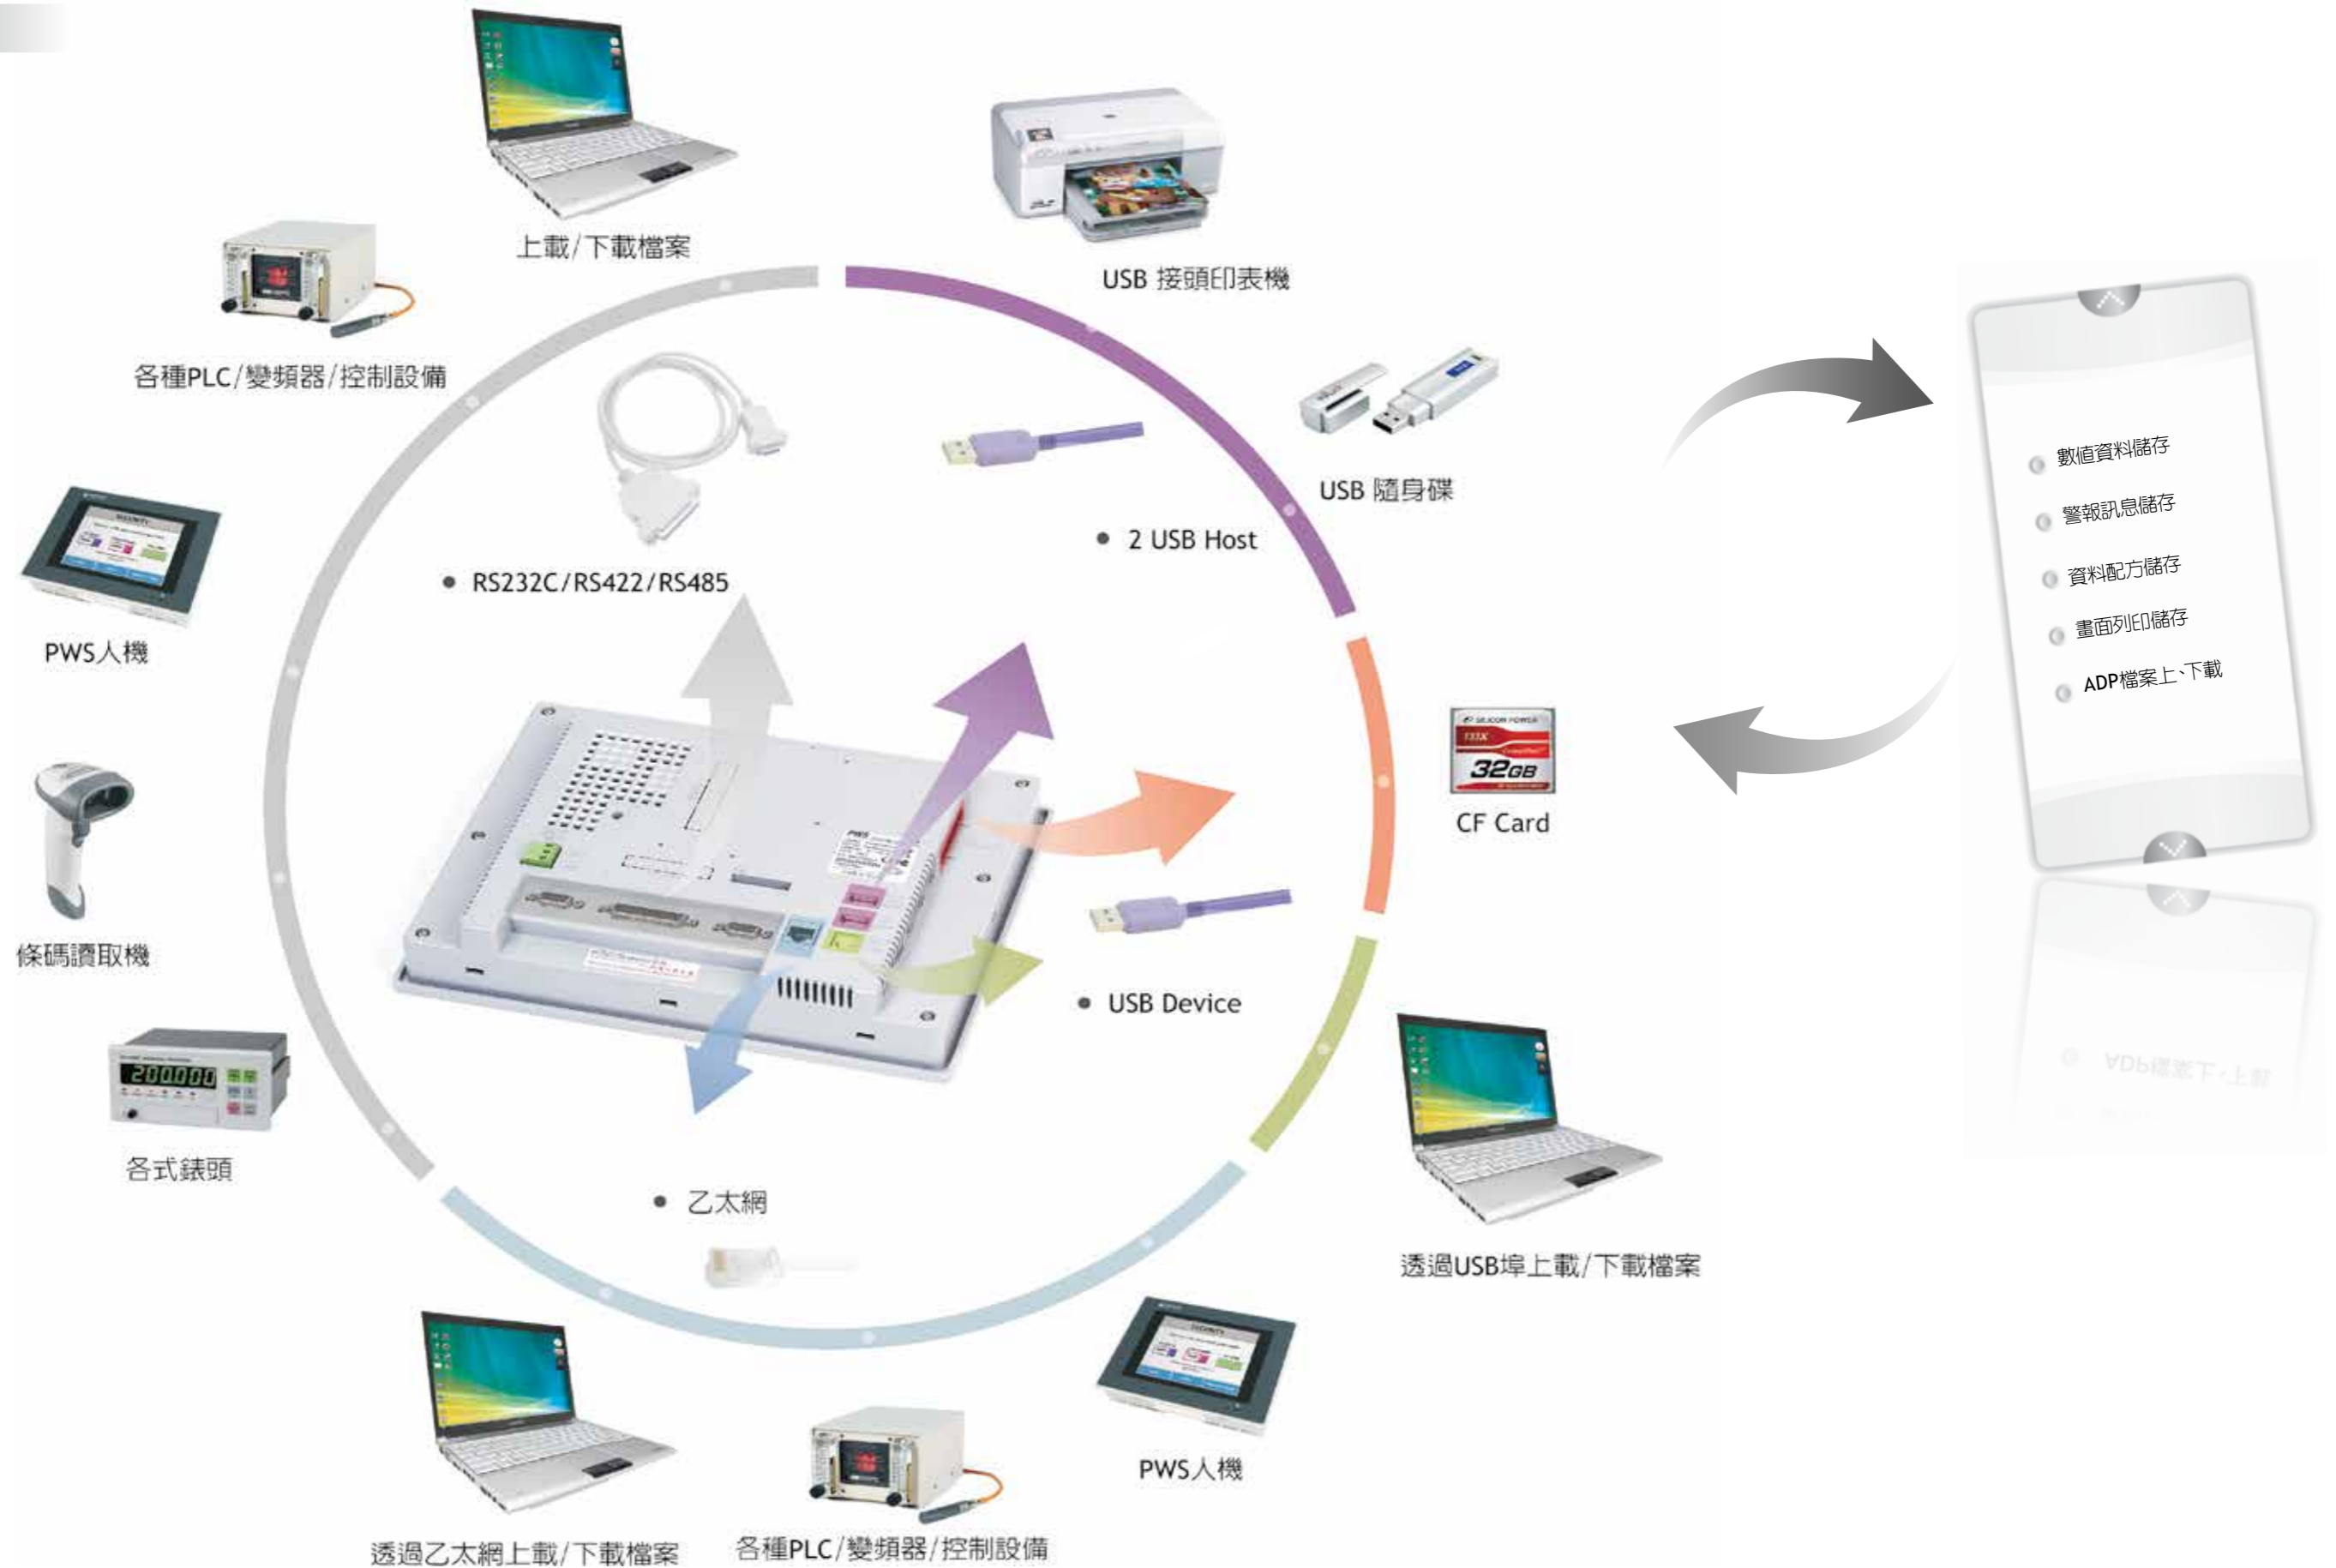 上載/下載檔案
USB 接頭印表機
各種PLC/變頻器/控制設備
USB 隨身碟
• 2 USB Host
• RS232C/RS422/RS485
PWS人機
SILICON POWER
133X
32GB
CF Card
PWS
條碼讀取機
• USB Device
200.000
各式錶頭
• 乙太網
透過USB埠上載/下載檔案
PWS人機
透過乙太網上載/下載檔案
各種PLC/變頻器/控制設備
數值資料儲存
警報訊息儲存
資料配方儲存
畫面列印儲存
ADP檔案上、下載